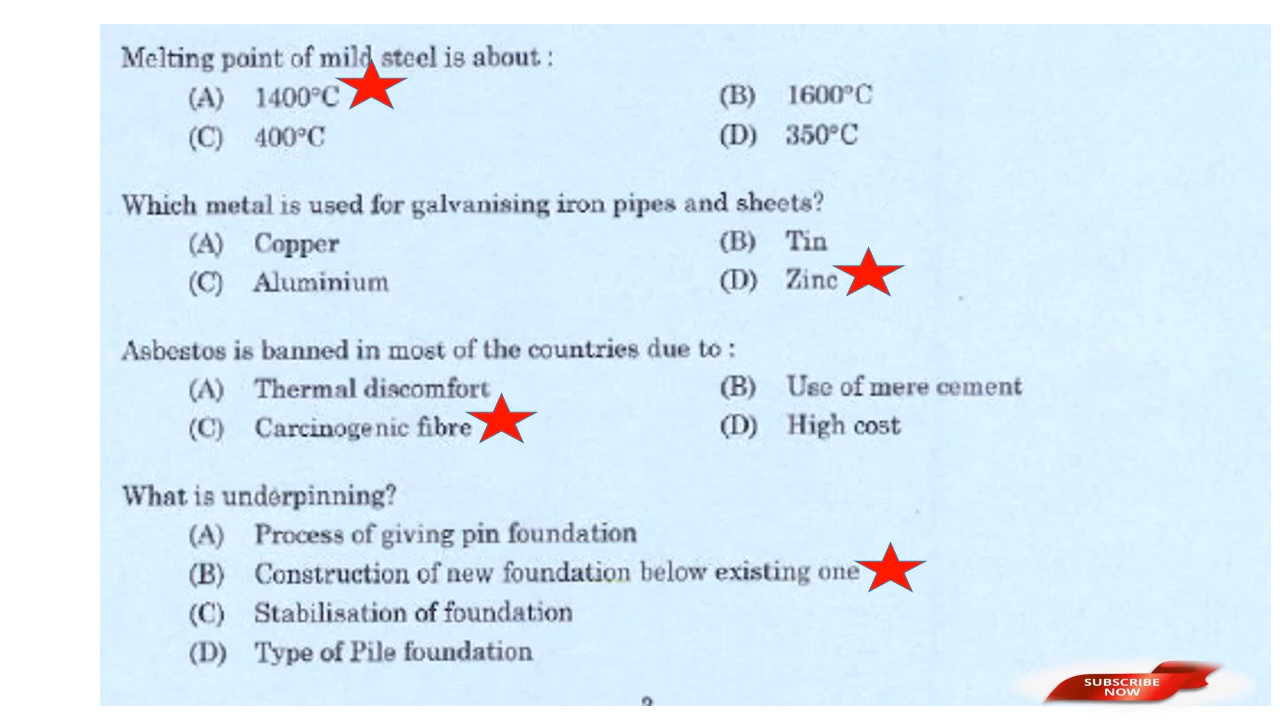 Melting point of mild steel is about :
(A) 1400°C (B) 1600°C
(C) 400°C (D) 350°C
Which metal is used for galvanising iron pipes and sheets?
(A) Copper (B) Tin
(C) Aluminium (D) Zinc
Asbestos is banned in most of the countries due to :
(A) Thermal discomfort (B) Use of mere cement
(C) Carcinogenic fibre (D) High cost
What is underpinning?
(A) Process of giving pin foundation
(B) Construction of new foundation below existing one
(C) Stabilisation of foundation
(D) Type of Pile foundation
SUBSCRIBE
NOW